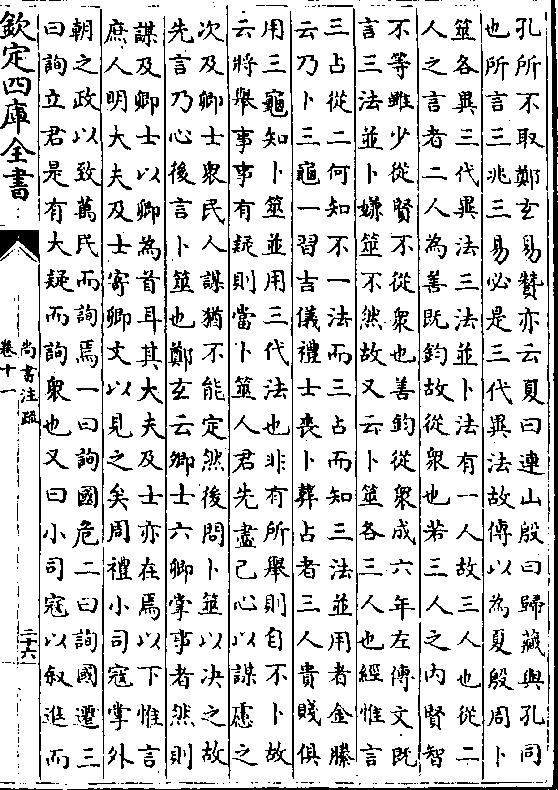 孔所不取鄭玄易贊亦云夏曰連山殷曰歸藏與孔同
也所言三兆三易必是三代異法故傳以為夏殷周卜
筮各異三代異法三法並卜法有一人故三人也從二
人之言者二人為善既鈞故從衆也若三人之内賢智
不等雖少從賢不從衆也善鈞從衆成六年左傳文既
言三法並卜嫌筮不然故又云卜筮各三人也經惟言
三占從二何知不一法而三占而知三法並用者金縢
云乃卜三龜一習吉儀禮士喪卜葬占者三人貴賤俱
用三龜知卜筮並用三代法也非有所舉則自不卜故
云將舉事事有疑則當卜筮人君先盡己心以謀慮之
次及卿士衆民人謀猶不能定然後問卜筮以决之故
先言乃心後言卜筮也鄭玄云卿士六卿掌事者然則
謀及卿士以卿為首耳其大夫及士亦在焉以下惟言
庶人明大夫及士寄卿文以見之矣周禮小司寇掌外
朝之政以致萬民而詢焉一曰詢國危二曰詢國遷三
曰詢立君是有大疑而詢衆也又曰小司寇以叙進而
欽定四庫全書
尚書注疏
卷十一
三十六